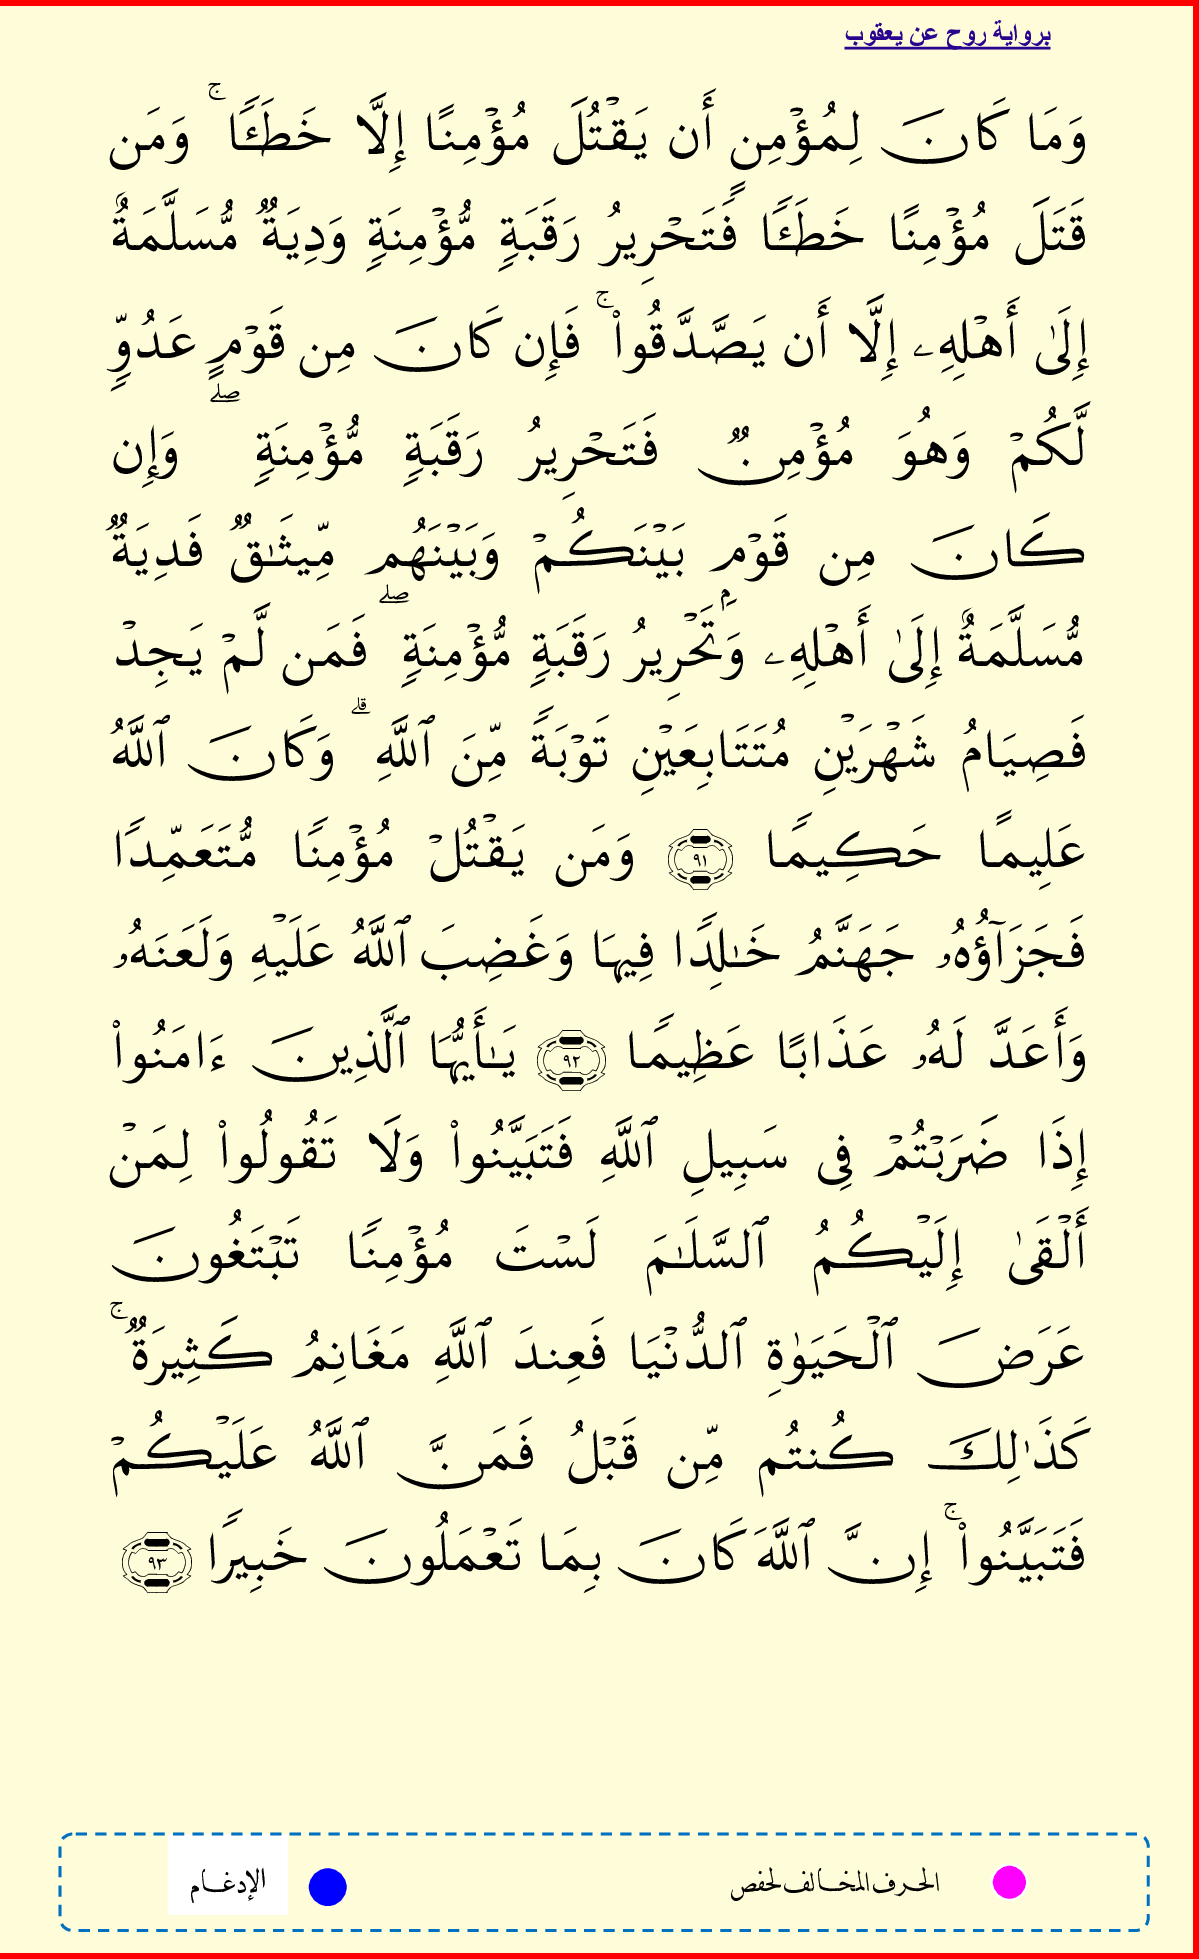 برواية روح عن يعقوب
وَمَا كَانَ لِمُؤۡمِنٍ أَن يَقۡتُلَ مُؤۡمِنًا إِلَّا خَطَـًٔا ۚ وَمَن
قَتَلَ مُؤۡمِنًا خَطَـًٔا فَتَحۡرِيرُ رَقَبَةٍ مُّؤۡمِنَةٍ وَدِيَةٌ مُّسَلَّمَةٌ
إِلَىٰ أَهۡلِهِۦ إِلَّا أَن يَصَّدَّقُواْ ۚ فَإِن كَانَ مِن قَوۡمٍ عَدُوٍّ
لَّكُمۡ وَهُوَ مُؤۡمِنٌ فَتَحۡرِيرُ رَقَبَةٍ مُّؤۡمِنَةٍ ۖ وَإِن
كَانَ مِن قَوۡمٍ بَيۡنَكُمۡ وَبَيۡنَهُم مِّيثَـٰقٌ فَدِيَةٌ
مُّسَلَّمَةٌ إِلَىٰ أَهۡلِهِۦ وَتَحۡرِيرُ رَقَبَةٍ مُّؤۡمِنَةٍ ۖ فَمَن لَّمۡ يَجِدۡ
فَصِيَامُ شَهۡرَيۡنِ مُتَتَابِعَيۡنِ تَوۡبَةً مِّنَ ٱللَّهِ ۗ وَكَانَ ٱللَّهُ
عَلِيمًا حَكِيمًا ٩١ وَمَن يَقۡتُلۡ مُؤۡمِنًا مُّتَعَمِّدًا
فَجَزَآؤُهُۥ جَهَنَّمُ خَـٰلِدًا فِيهَا وَغَضِبَ ٱللَّهُ عَلَيۡهِ وَلَعَنَهُۥ
وَأَعَدَّ لَهُۥ عَذَابًا عَظِيمًا ٩٢ يَـٰٓأَيُّهَا ٱلَّذِينَ ءَامَنُواْ
إِذَا ضَرَبۡتُمۡ فِى سَبِيلِ ٱللَّهِ فَتَبَيَّنُواْ وَلَا تَقُولُواْ لِمَنۡ
أَلۡقَىٰ إِلَيۡكُمُ ٱلسَّلَـٰمَ لَسۡتَ مُؤۡمِنًا تَبۡتَغُونَ
عَرَضَ ٱلۡحَيَوٰةِ ٱلدُّنۡيَا فَعِندَ ٱللَّهِ مَغَانِمُ كَثِيرَةٌ ۚ
كَذَٰلِكَ كُنتُم مِّن قَبۡلُ فَمَنَّ ٱللَّهُ عَلَيۡكُمۡ
فَتَبَيَّنُواْ ۚ إِنَّ ٱللَّهَ كَانَ بِمَا تَعۡمَلُونَ خَبِيرًا ٩٣
الحرف المخالف لحفص
الإدغام